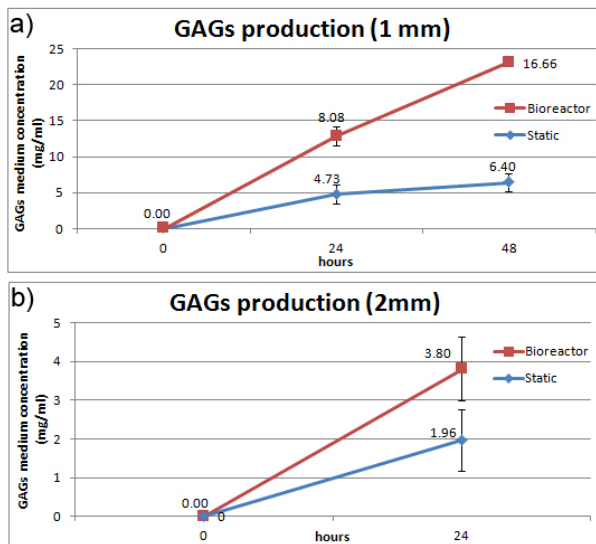 a)
GAGs production (1 mm)
GAGs medium concentration
(mg/ml)
25
20
15
10
5
0
0.00
8.08
4.73
16.66
6.40
Bioreactor
Static
0
24
48
hours
b)
GAGs production (2mm)
GAGs medium concentration
(mg/ml)
5
4
3
2
1
0
0.00
0
3.80
1.96
Bioreactor
Static
0
hours
24